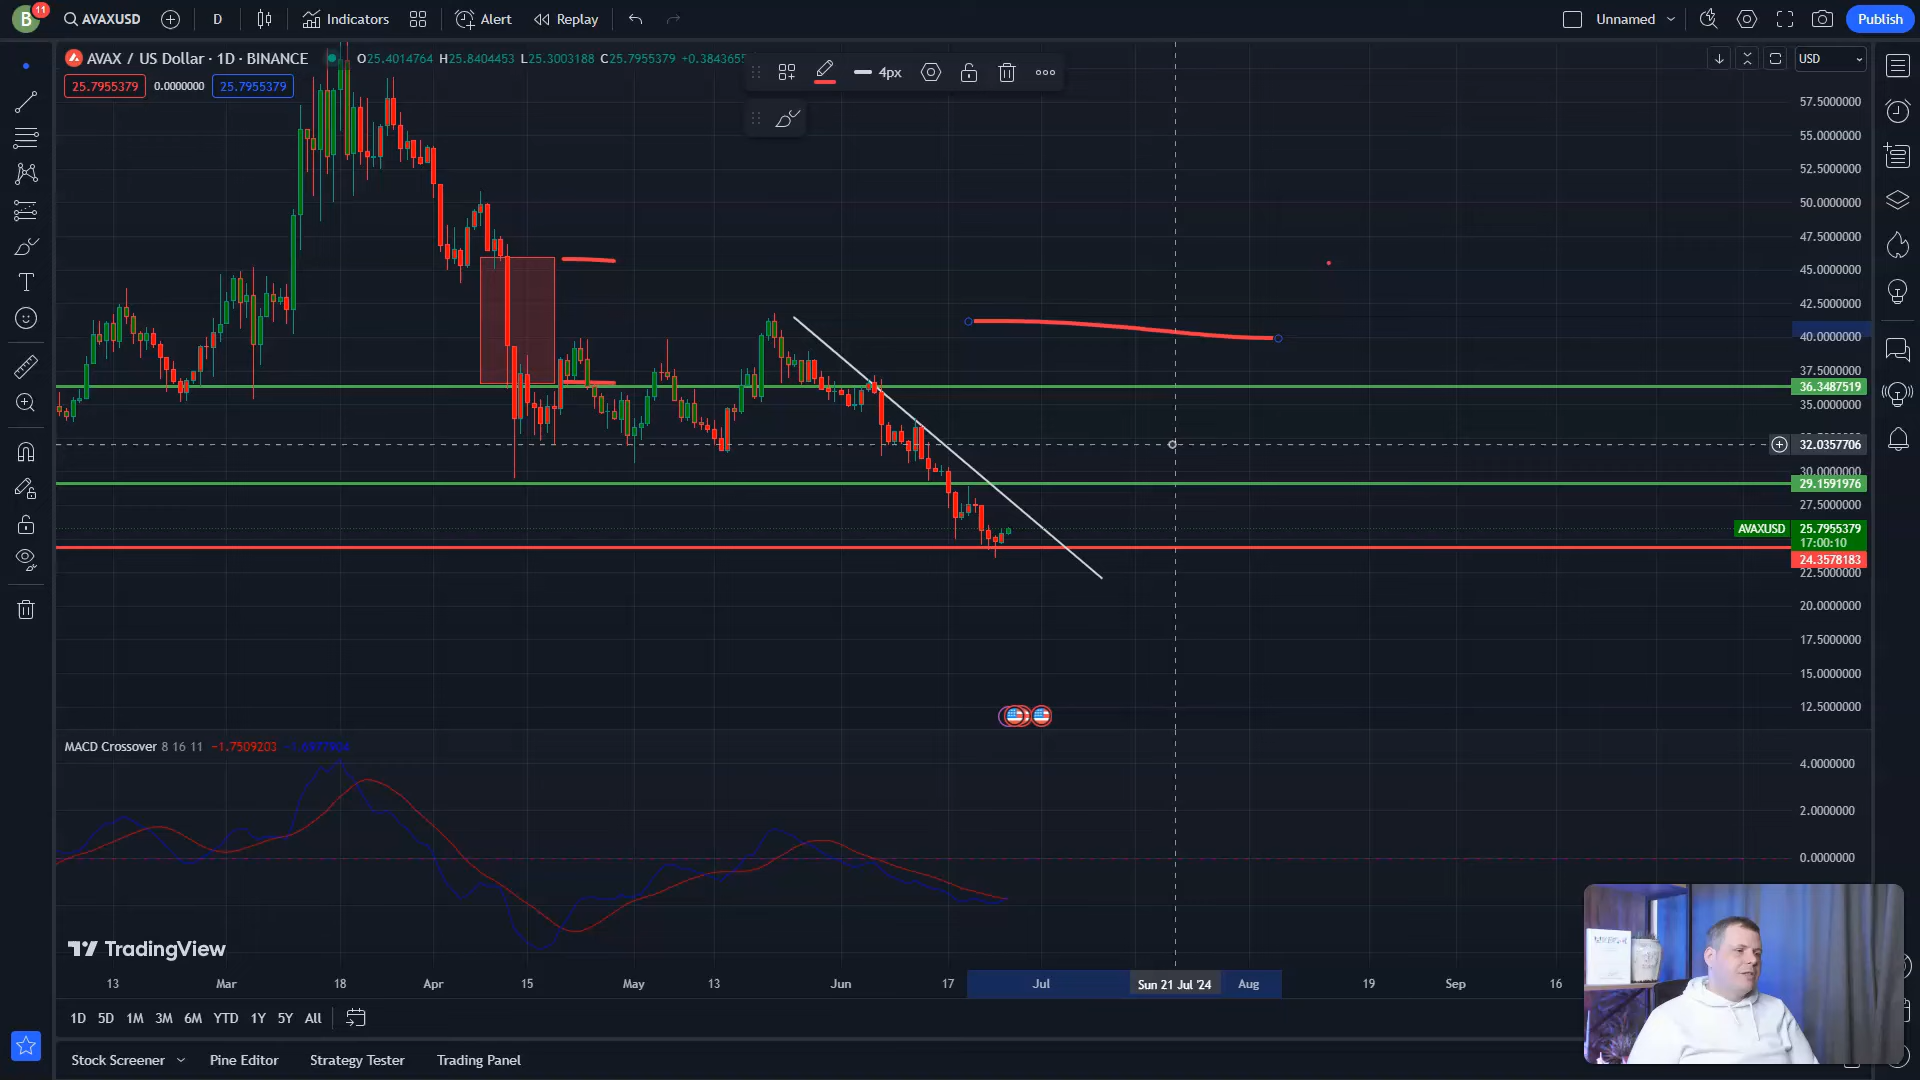 B 11 AVAXUSD D Indicators Alert Replay Unnamed Publish
AVAX / US Dollar · 1D · BINANCE O25.4014764 H25.8404453 L25.3003188 C25.7955379 +0.3843655 USD
25.7955379 0.0000000 25.7955379
4px
57.5000000
55.0000000
52.5000000
50.0000000
47.5000000
45.0000000
42.5000000
40.0000000
37.5000000
36.3487519
35.0000000
32.0357706
30.0000000
29.1591976
27.5000000
AVAXUSD 25.7955379
17:00:10
24.3578183
22.5000000
20.0000000
17.5000000
15.0000000
12.5000000
MACD Crossover 8 16 11 −1.7509203
4.0000000
2.0000000
0.0000000
TradingView
13 Mar 18 Apr 15 May 13 Jun 17 Jul Sun 21 Jul '24 Aug 19 Sep 16
1D 5D 1M 3M 6M YTD 1Y 5Y All
Stock Screener Pine Editor Strategy Tester Trading Panel